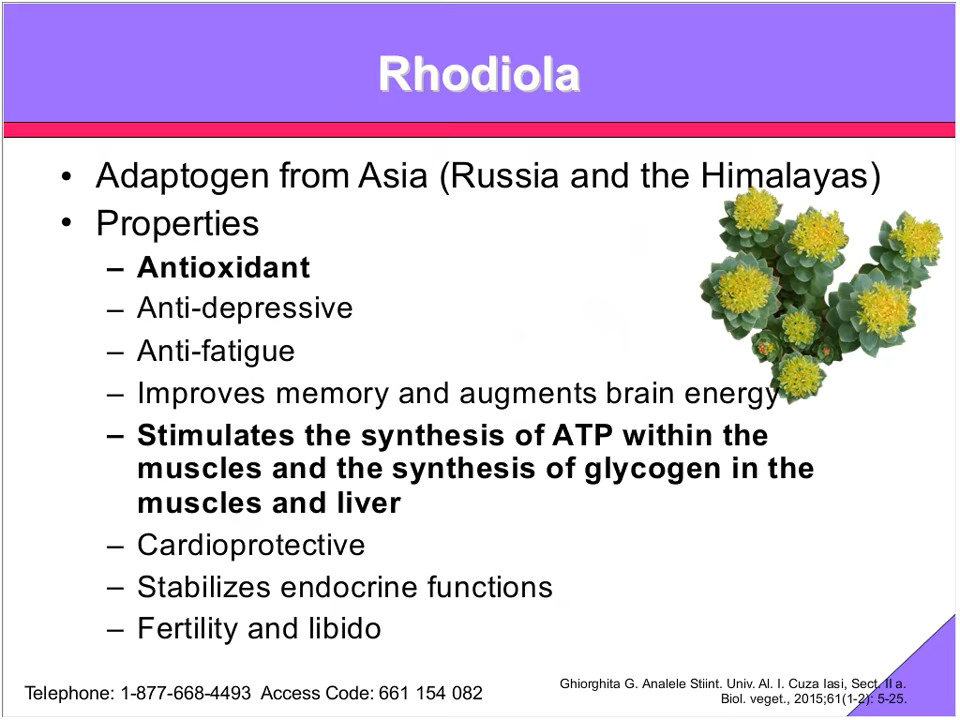 Rhodiola
• Adaptogen from Asia (Russia and the Himalayas)
• Properties
– Antioxidant
– Anti-depressive
– Anti-fatigue
– Improves memory and augments brain energy
– Stimulates the synthesis of ATP within the
muscles and the synthesis of glycogen in the
muscles and liver
– Cardioprotective
– Stabilizes endocrine functions
– Fertility and libido
Telephone: 1-877-668-4493 Access Code: 661 154 082
Ghiorghita G. Analele Stiint. Univ. Al. I. Cuza Iasi, Sect. II a.
Biol. veget., 2015;61(1-2): 5-25.